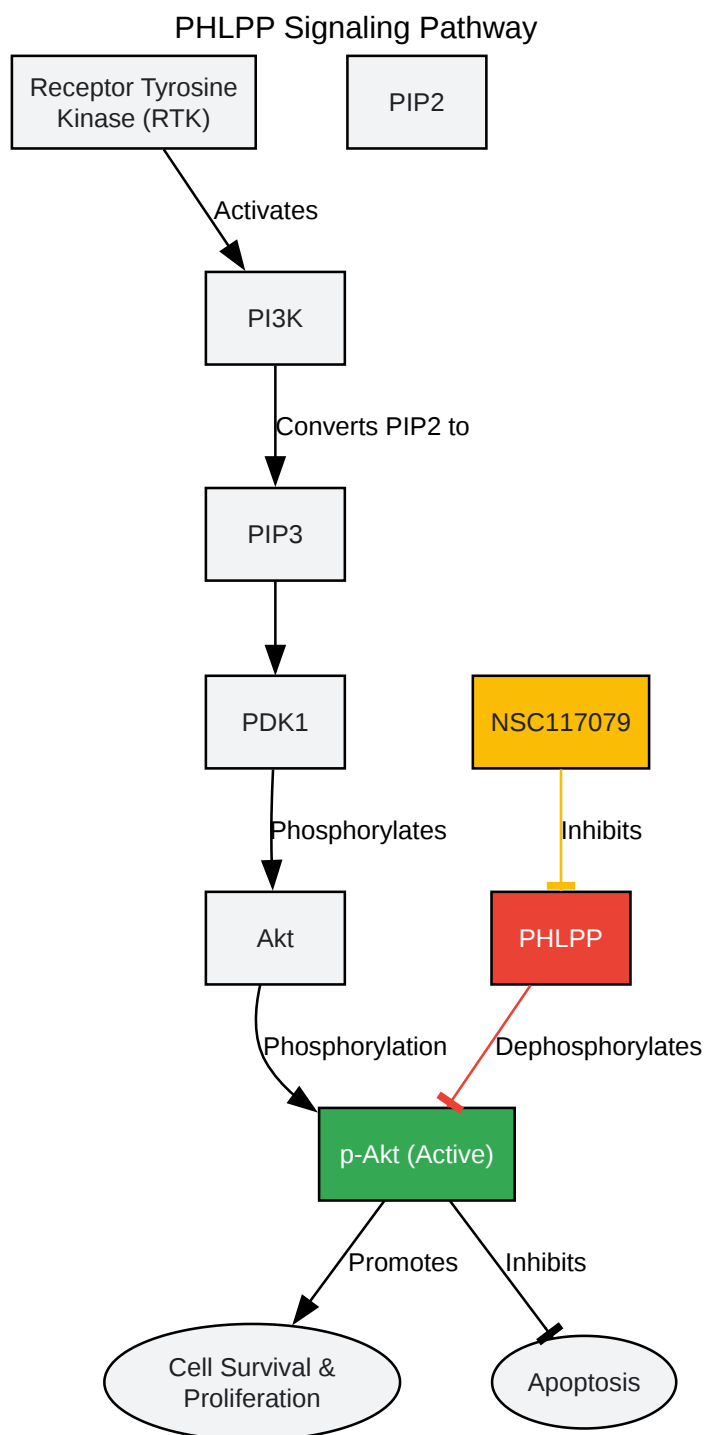 PHLPP Signaling Pathway
Receptor Tyrosine
Kinase (RTK)
PIP2
Activates
PI3K
Converts PIP2 to
PIP3
PDK1
NSC117079
Phosphorylates
Inhibits
Akt
PHLPP
Phosphorylation
Dephosphorylates
p-Akt (Active)
Promotes
Inhibits
Cell Survival &
Proliferation
Apoptosis